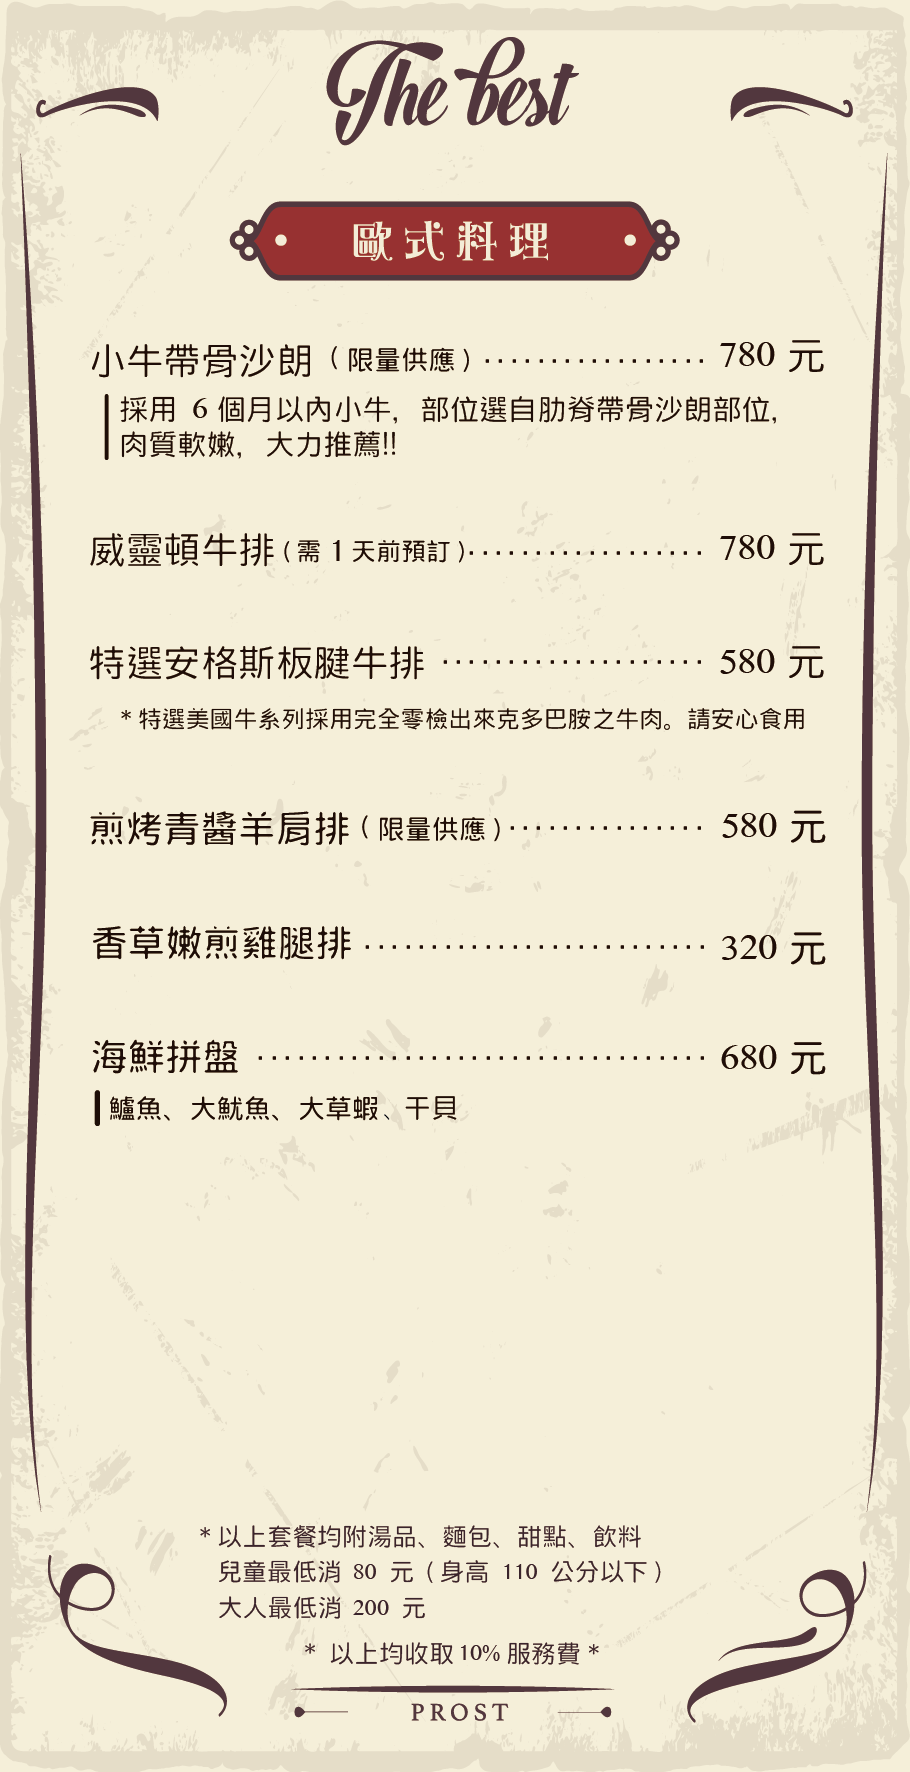 The best
歐式料理
小牛帶骨沙朗（限量供應）················· 780 元
採用 6 個月以內小牛，部位選自肋脊帶骨沙朗部位，
肉質軟嫩，大力推薦!!
威靈頓牛排（需 1 天前預訂）·················· 780 元
特選安格斯板腱牛排 ···················· 580 元
* 特選美國牛系列採用完全零檢出來克多巴胺之牛肉。請安心食用
煎烤青醬羊肩排（限量供應）··············· 580 元
香草嫩煎雞腿排 ·························· 320 元
海鮮拼盤 ·································· 680 元
鱸魚、大魷魚、大草蝦、干貝
* 以上套餐均附湯品、麵包、甜點、飲料
兒童最低消 80 元（身高 110 公分以下）
大人最低消 200 元
* 以上均收取 10% 服務費 *
PROST